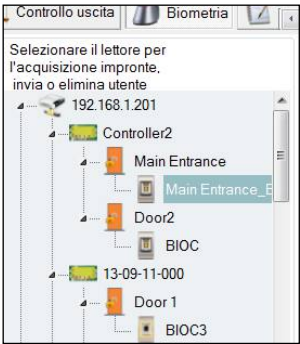 Controllo uscita Biometria
Selezionare il lettore per
l'acquisizione impronte,
invia o elimina utente
192.168.1.201
Controller2
Main Entrance
Main Entrance_
Door2
BIOC
13-09-11-000
Door 1
BIOC3